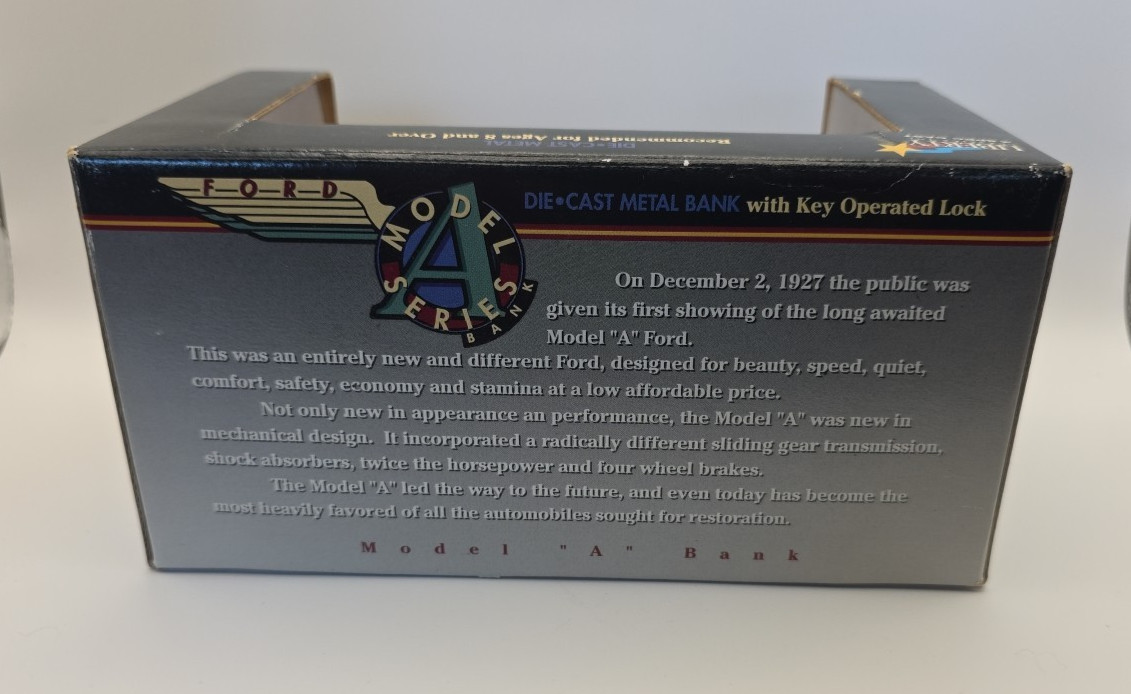 Recommended for Ages 8 and Over
DIE•CAST METAL
FORD
MODEL
A
SERIES
BANK
DIE•CAST METAL BANK with Key Operated Lock
On December 2, 1927 the public was
given its first showing of the long awaited
Model "A" Ford.
This was an entirely new and different Ford, designed for beauty, speed, quiet,
comfort, safety, economy and stamina at a low affordable price.
Not only new in appearance an performance, the Model "A" was new in
mechanical design. It incorporated a radically different sliding gear transmission,
shock absorbers, twice the horsepower and four wheel brakes.
The Model "A" led the way to the future, and even today has become the
most heavily favored of all the automobiles sought for restoration.
Model "A" Bank